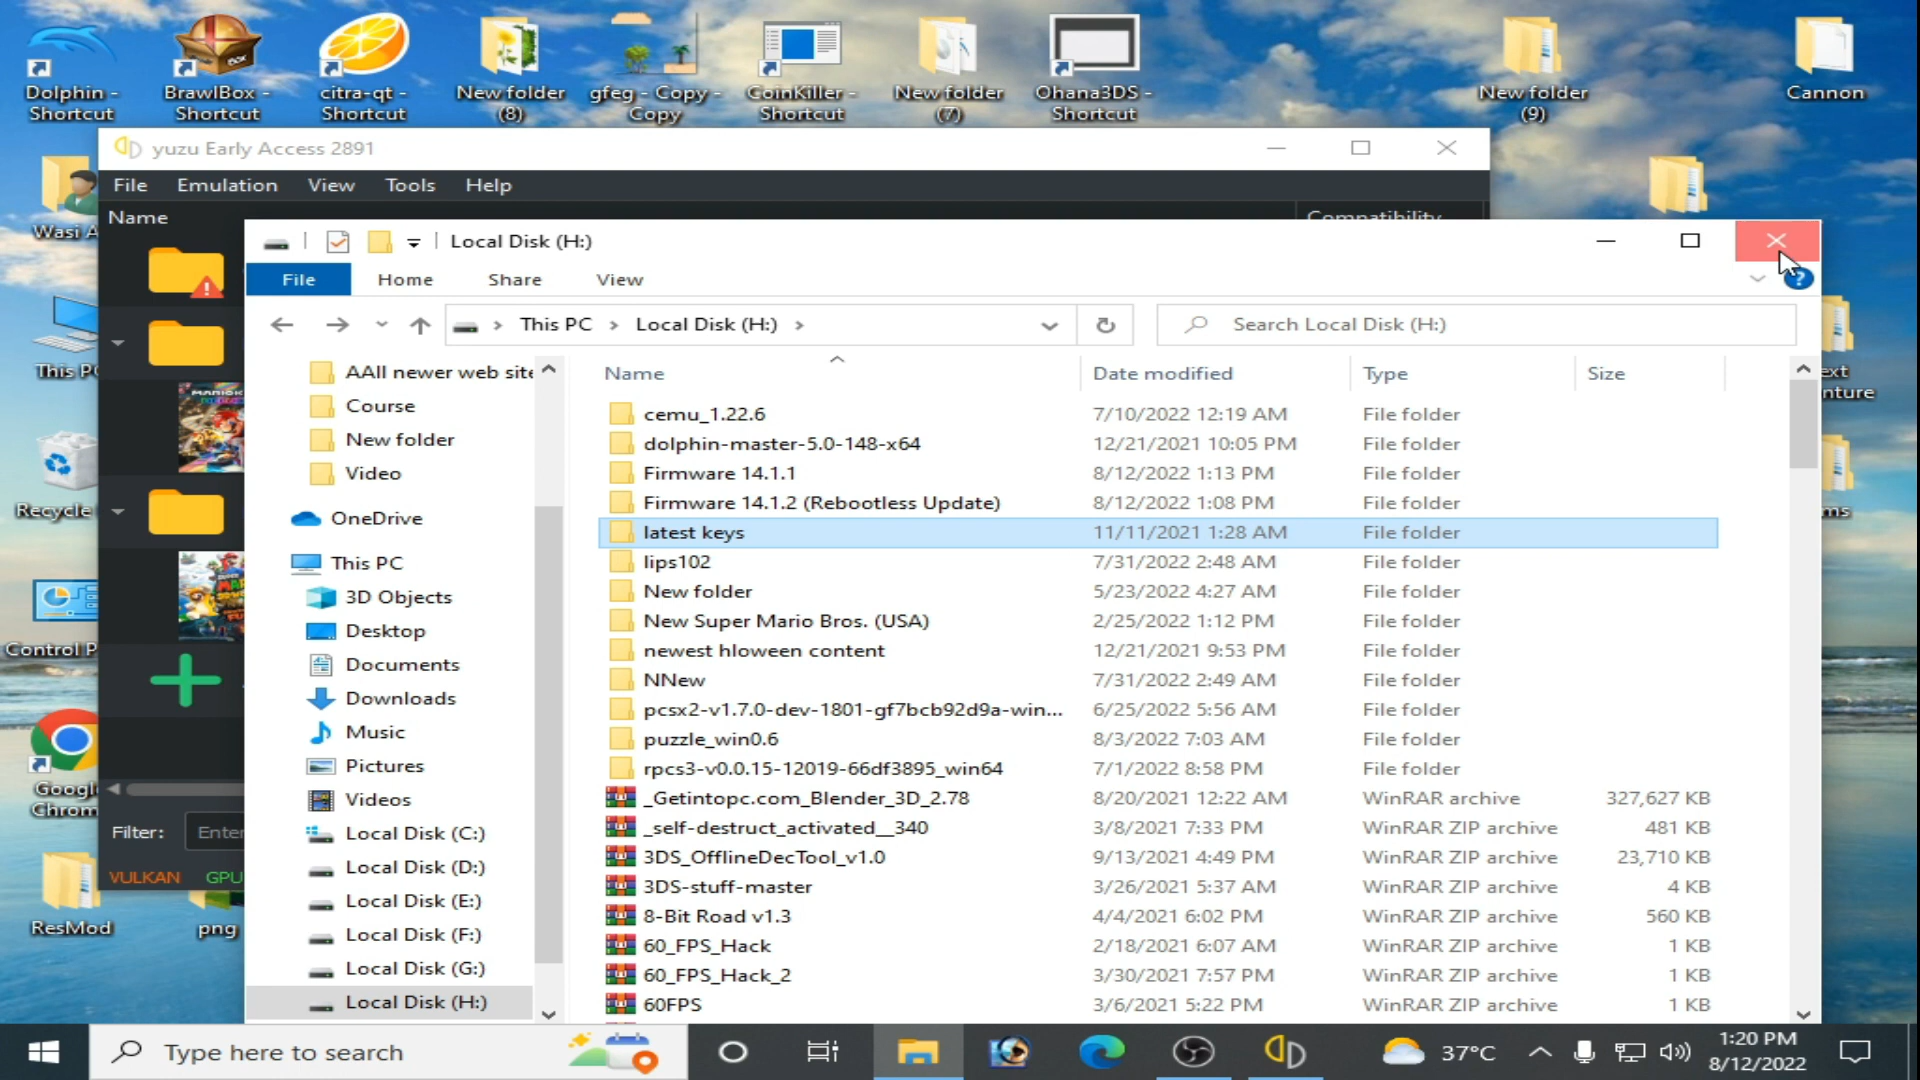 Dolphin -
Shortcut
BrawlBox -
Shortcut
citra-qt -
Shortcut
New folder
(8)
gfeg - Copy -
Copy
CoinKiller -
Shortcut
New folder
(7)
Ohana3DS -
Shortcut
New folder
(9)
Cannon
yuzu Early Access 2891
File Emulation View Tools Help
Name Compatibility
Wasi A
This PC
Recycle
Control P
Google
Chrom
ResMod
png
Filter: Enter
VULKAN GPU
ext
nture
ms
Local Disk (H:)
File Home Share View
This PC > Local Disk (H:) >
Search Local Disk (H:)
AAll newer web site
Course
New folder
Video
OneDrive
This PC
3D Objects
Desktop
Documents
Downloads
Music
Pictures
Videos
Local Disk (C:)
Local Disk (D:)
Local Disk (E:)
Local Disk (F:)
Local Disk (G:)
Local Disk (H:)
Name Date modified Type Size
cemu_1.22.6 7/10/2022 12:19 AM File folder
dolphin-master-5.0-148-x64 12/21/2021 10:05 PM File folder
Firmware 14.1.1 8/12/2022 1:13 PM File folder
Firmware 14.1.2 (Rebootless Update) 8/12/2022 1:08 PM File folder
latest keys 11/11/2021 1:28 AM File folder
lips102 7/31/2022 2:48 AM File folder
New folder 5/23/2022 4:27 AM File folder
New Super Mario Bros. (USA) 2/25/2022 1:12 PM File folder
newest hloween content 12/21/2021 9:53 PM File folder
NNew 7/31/2022 2:49 AM File folder
pcsx2-v1.7.0-dev-1801-gf7bcb92d9a-win... 6/25/2022 5:56 AM File folder
puzzle_win0.6 8/3/2022 7:03 AM File folder
rpcs3-v0.0.15-12019-66df3895_win64 7/1/2022 8:58 PM File folder
_Getintopc.com_Blender_3D_2.78 8/20/2021 12:22 AM WinRAR archive 327,627 KB
_self-destruct_activated__340 3/8/2021 7:33 PM WinRAR ZIP archive 481 KB
3DS_OfflineDecTool_v1.0 9/13/2021 4:49 PM WinRAR ZIP archive 23,710 KB
3DS-stuff-master 3/26/2021 5:37 AM WinRAR ZIP archive 4 KB
8-Bit Road v1.3 4/4/2021 6:02 PM WinRAR ZIP archive 560 KB
60_FPS_Hack 2/18/2021 6:07 AM WinRAR ZIP archive 1 KB
60_FPS_Hack_2 3/30/2021 7:57 PM WinRAR ZIP archive 1 KB
60FPS 3/6/2021 5:22 PM WinRAR ZIP archive 1 KB
Type here to search
37°C
1:20 PM
8/12/2022